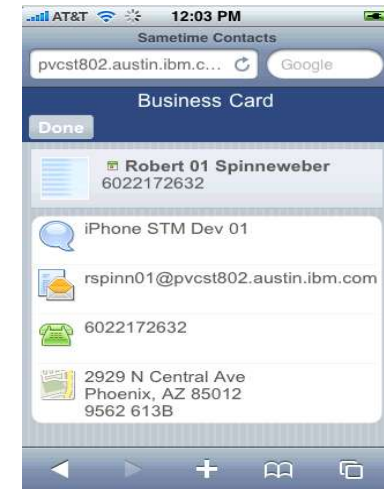 AT&T 12:03 PM
Sametime Contacts
pvcst802.austin.ibm.c... Google
Business Card
Done
Robert 01 Spinneweber
6022172632
iPhone STM Dev 01
rspinn01@pvcst802.austin.ibm.com
6022172632
2929 N Central Ave
Phoenix, AZ 85012
9562 613B